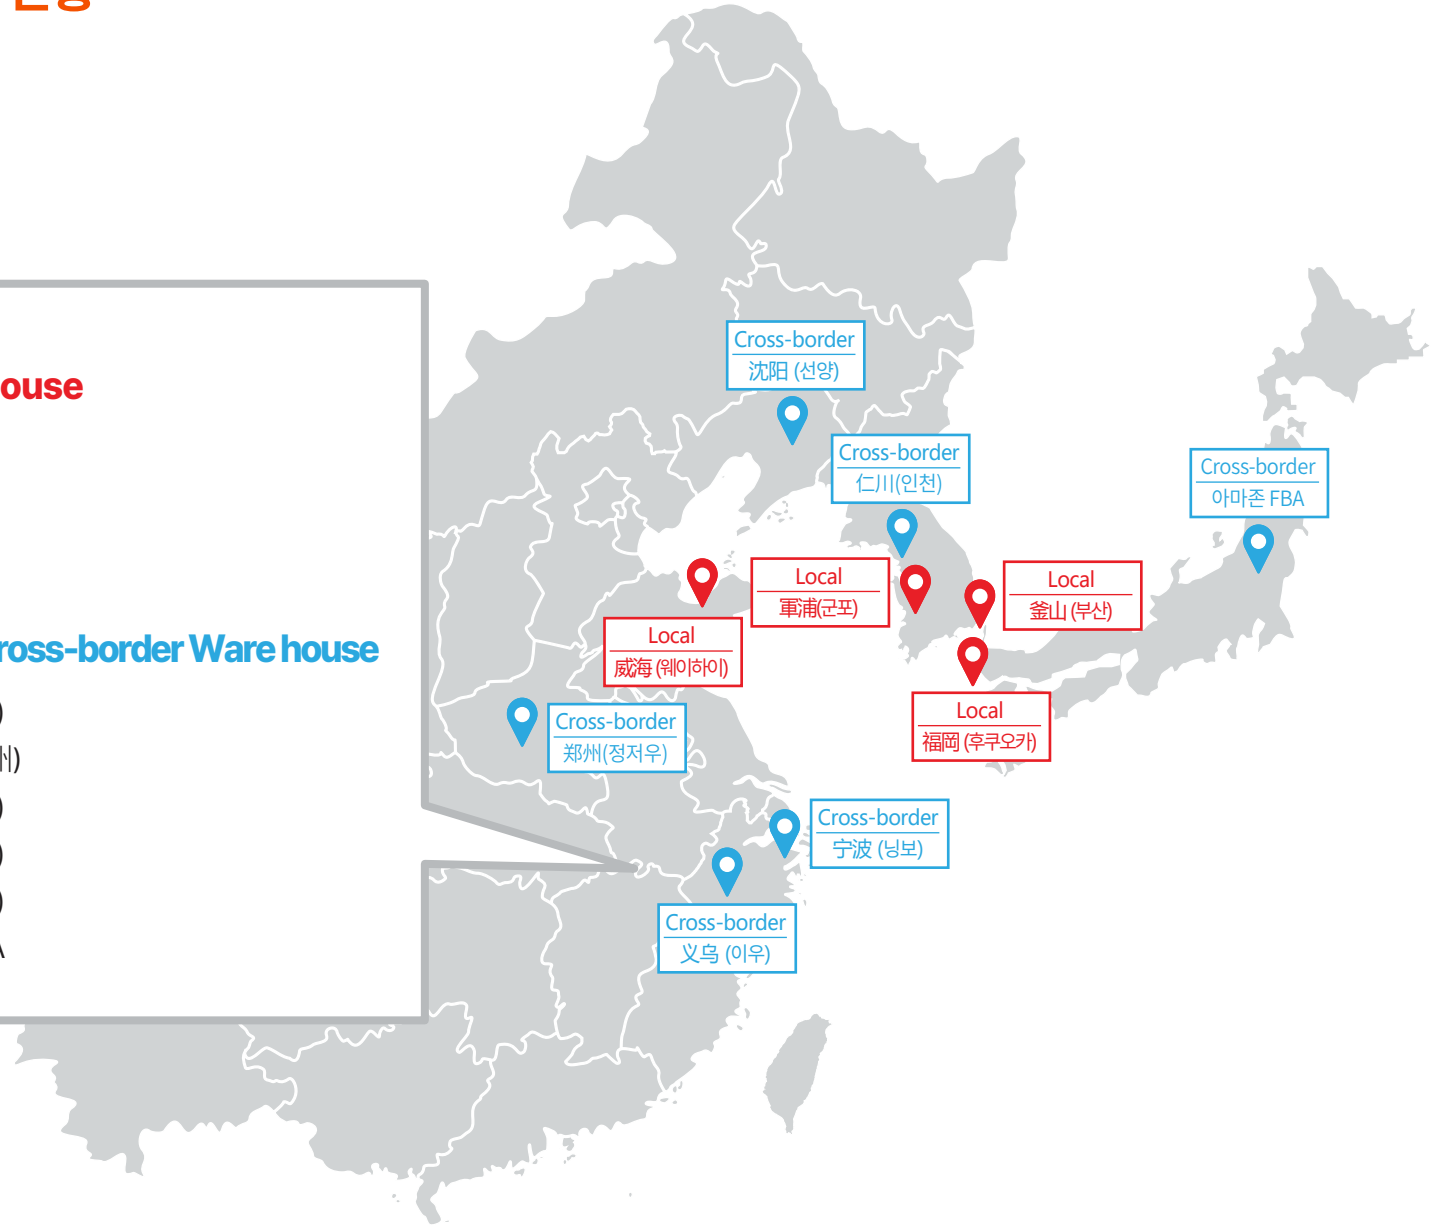 ouse
ross-border Ware house
)
州)
)
)
)
A
Cross-border
沈阳 (선양)
Cross-border
仁川(인천)
Cross-border
아마존 FBA
Local
軍浦(군포)
Local
釜山 (부산)
Local
威海 (웨이하이)
Local
福岡 (후쿠오카)
Cross-border
郑州(정저우)
Cross-border
宁波 (닝보)
Cross-border
义乌 (이우)